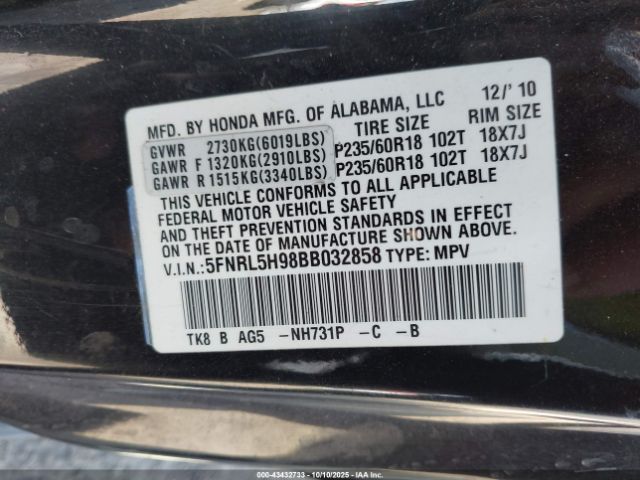 MFD. BY HONDA MFG. OF ALABAMA, LLC 12/' 10
TIRE SIZE RIM SIZE
GVWR 2730KG(6019LBS)
GAWR F 1320KG(2910LBS) P235/60R18 102T 18X7J
GAWR R 1515KG(3340LBS) P235/60R18 102T 18X7J
THIS VEHICLE CONFORMS TO ALL APPLICABLE
FEDERAL MOTOR VEHICLE SAFETY
AND THEFT PREVENTION STANDARDS IN EFFECT
ON THE DATE OF MANUFACTURE SHOWN ABOVE.
V.I.N.:5FNRL5H98BB032858 TYPE: MPV
TK8 B AG5 -NH731P -C -B
000-43432733 - 10/10/2025 - IAAI.COM